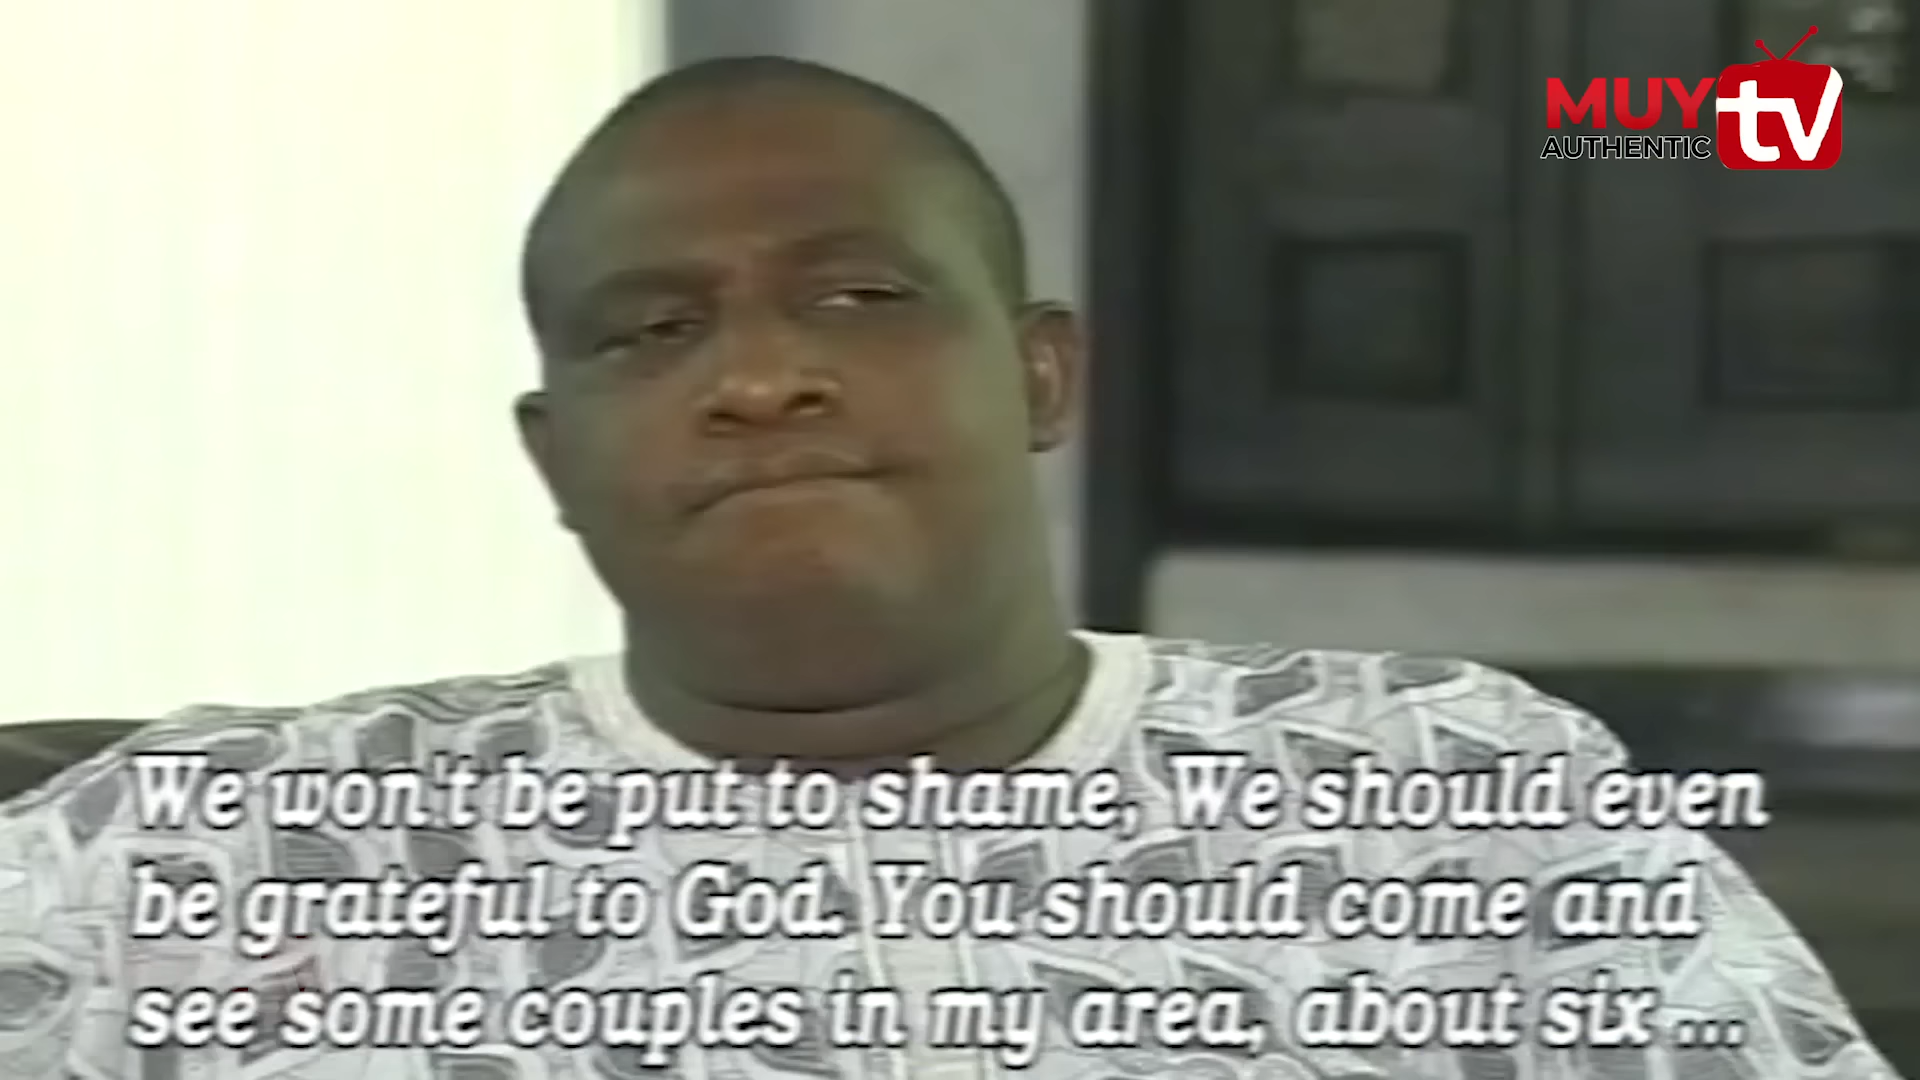 MUY
AUTHENTIC
tv
We won't be put to shame, We should even
be grateful to God. You should come and
see some couples in my area, about six ...